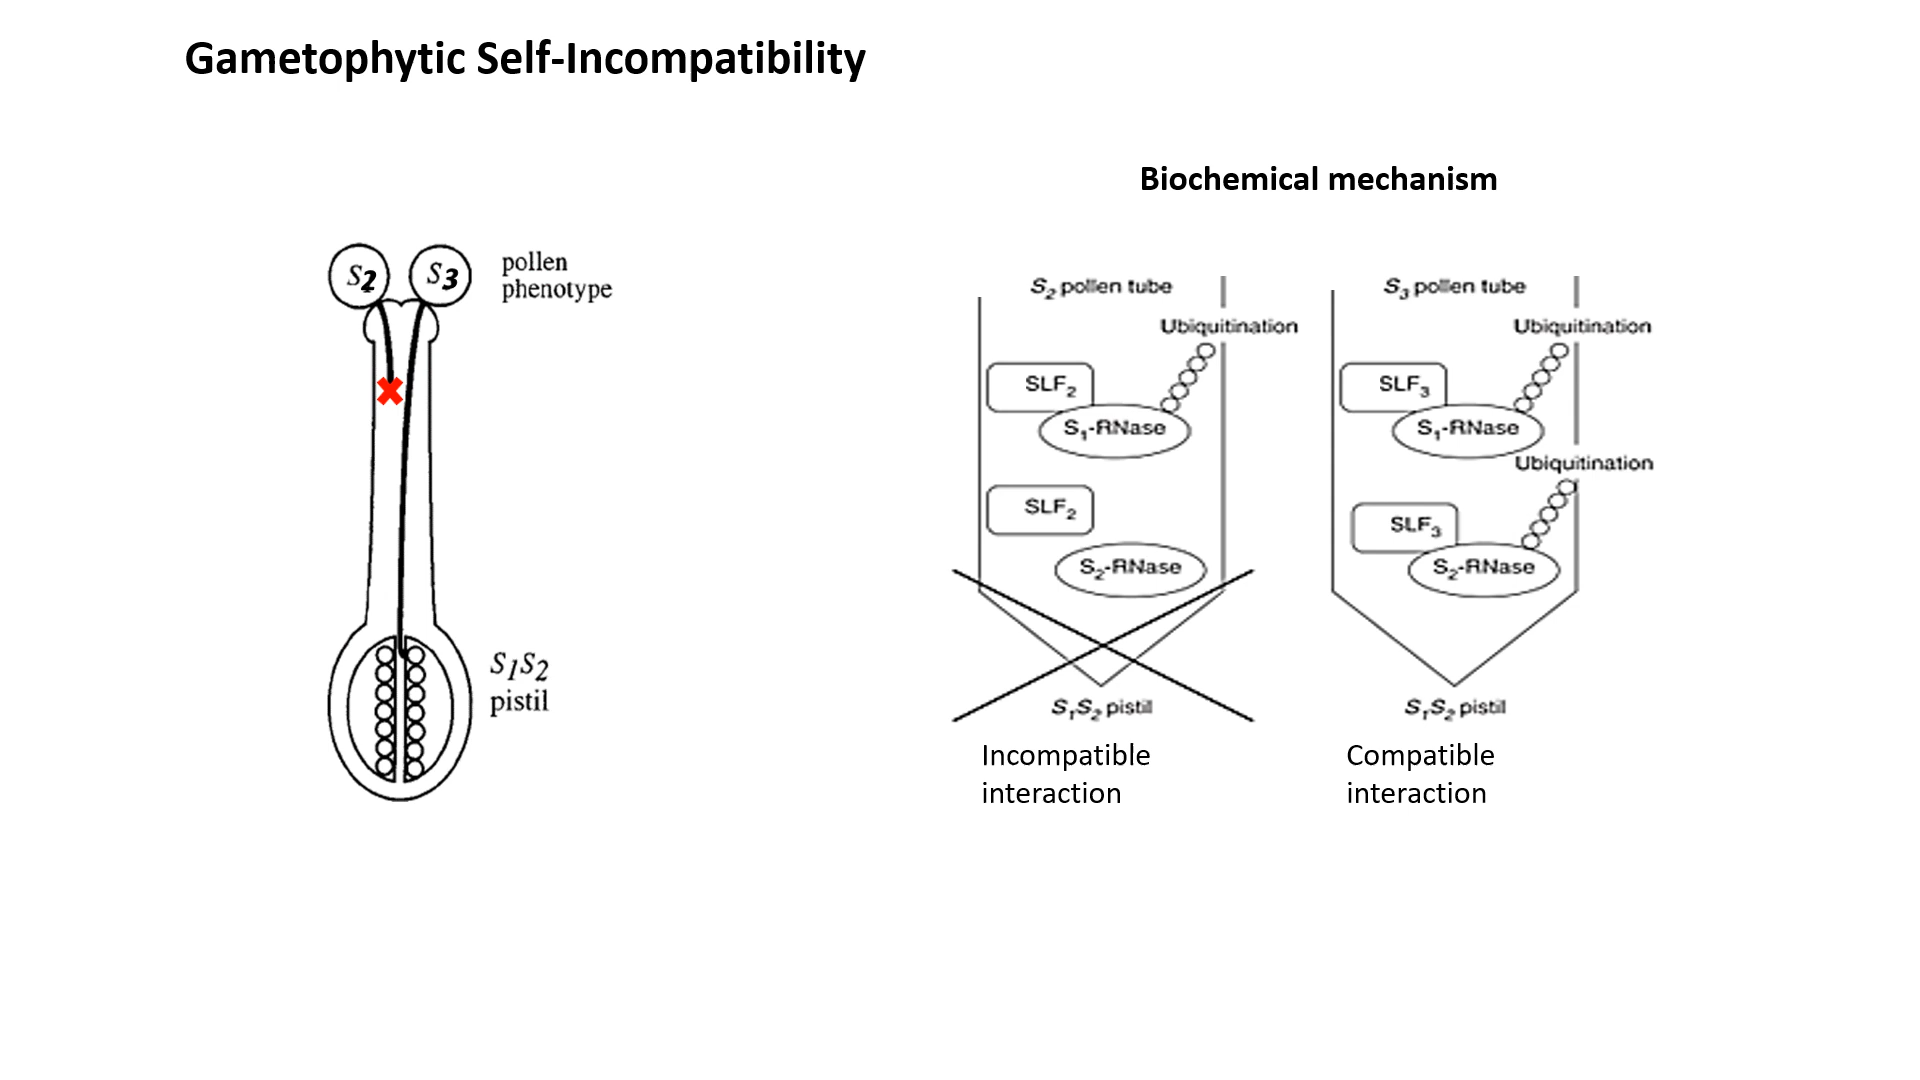 Gametophytic Self-Incompatibility
Biochemical mechanism
S2
S3
pollen
phenotype
S1S2
pistil
S2 pollen tube
Ubiquitination
SLF2
S1-RNase
SLF2
S2-RNase
S1S2 pistil
Incompatible
interaction
S3 pollen tube
Ubiquitination
SLF3
S1-RNase
Ubiquitination
SLF3
S2-RNase
S1S2 pistil
Compatible
interaction